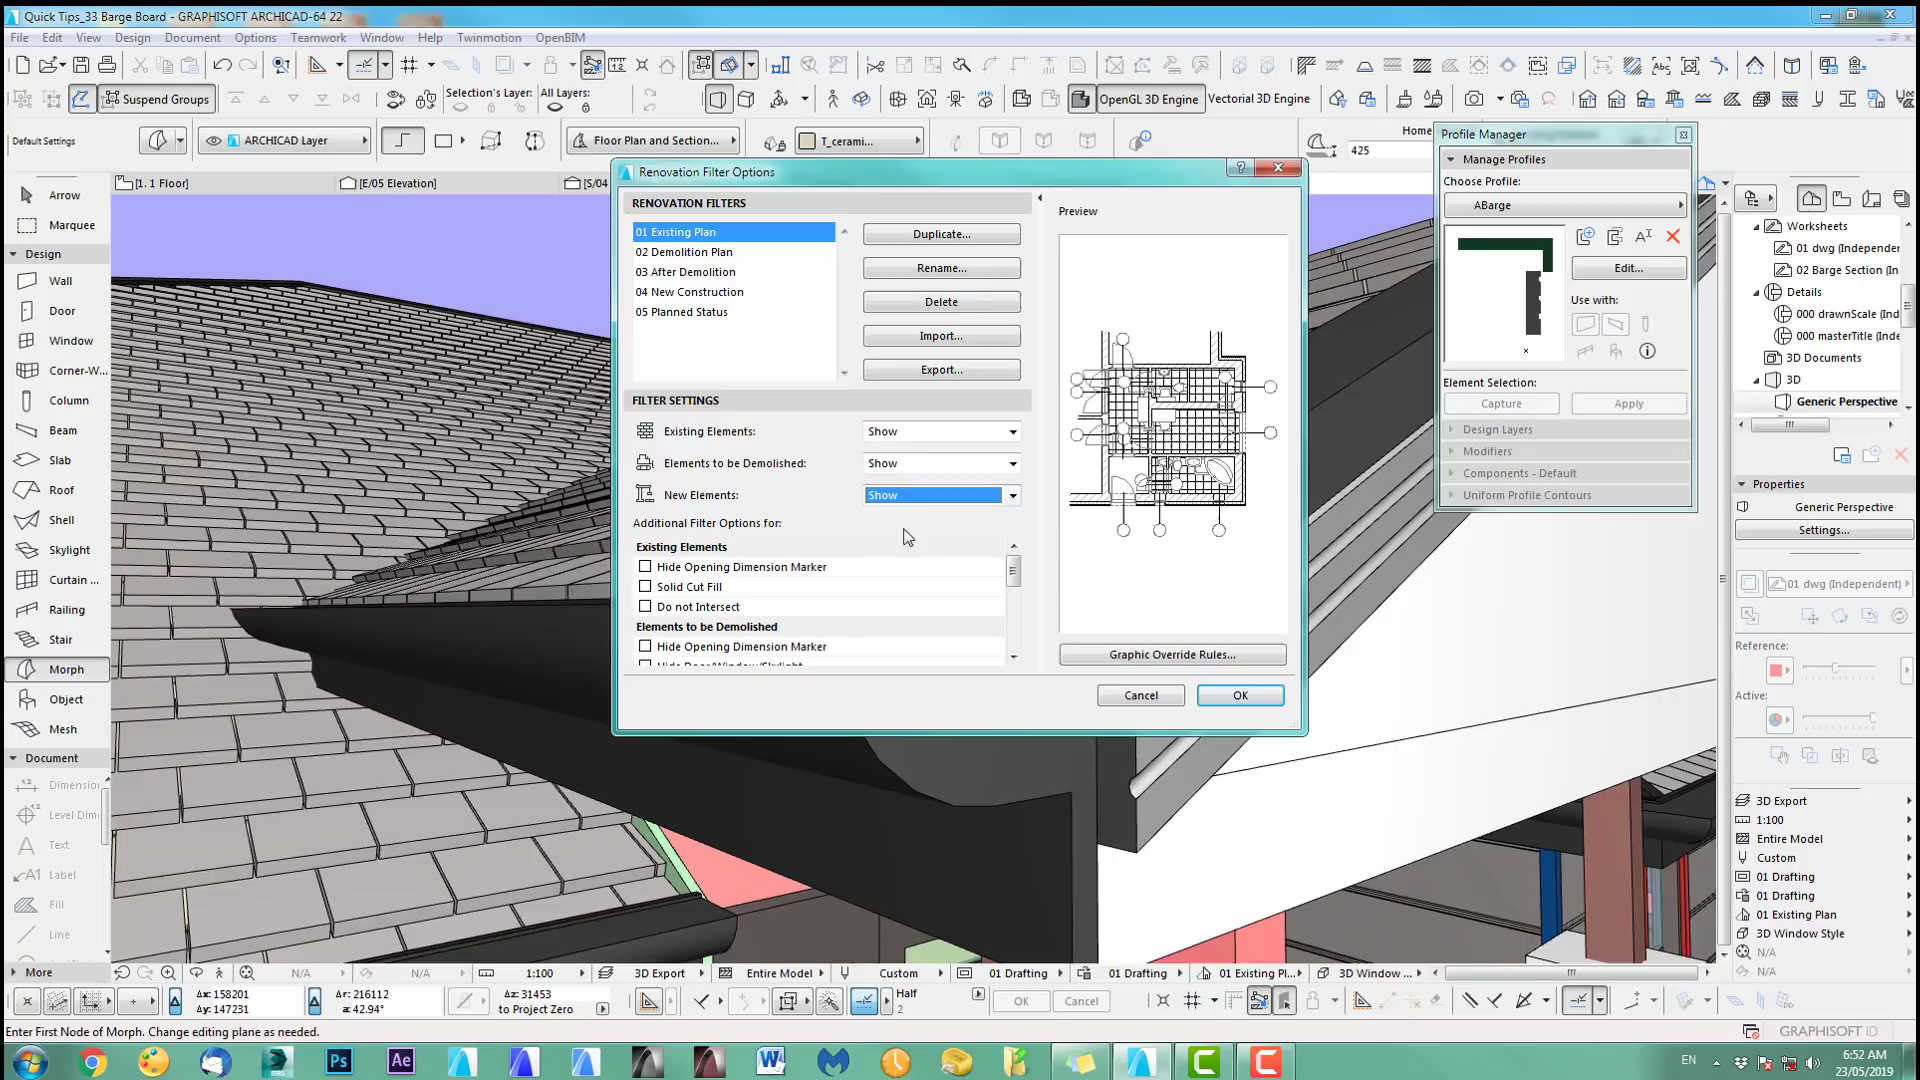 Quick Tips_33 Barge Board - GRAPHISOFT ARCHICAD-64 22
File Edit View Design Document Options Teamwork Window Help Twinmotion OpenBIM
Suspend Groups
Selection's Layer:
All Layers:
OpenGL 3D Engine
Vectorial 3D Engine
Default Settings
ARCHICAD Layer
Floor Plan and Section...
T_cerami...
Home
425
[1. 1 Floor]
[E/05 Elevation]
[S/04
Arrow
Marquee
Design
Wall
Door
Window
Corner-W...
Column
Beam
Slab
Roof
Shell
Skylight
Curtain ...
Railing
Stair
Morph
Object
Mesh
Document
Dimension
Level Dim
Text
Label
Fill
Line
More
Renovation Filter Options
RENOVATION FILTERS
01 Existing Plan
02 Demolition Plan
03 After Demolition
04 New Construction
05 Planned Status
Duplicate...
Rename...
Delete
Import...
Export...
FILTER SETTINGS
Existing Elements: Show
Elements to be Demolished: Show
New Elements: Show
Additional Filter Options for:
Existing Elements
Hide Opening Dimension Marker
Solid Cut Fill
Do not Intersect
Elements to be Demolished
Hide Opening Dimension Marker
Hide Door/Window/Skylight
Preview
Graphic Override Rules...
Cancel
OK
Profile Manager
Manage Profiles
Choose Profile:
ABarge
Edit...
Use with:
Element Selection:
Capture
Apply
Design Layers
Modifiers
Components - Default
Uniform Profile Contours
Worksheets
01 dwg (Independer
02 Barge Section (In
Details
000 drawnScale (Ind
000 masterTitle (Ind
3D Documents
3D
Generic Perspective
Properties
Generic Perspective
Settings...
01 dwg (Independent)
Reference:
Active:
3D Export
1:100
Entire Model
Custom
01 Drafting
01 Drafting
01 Existing Plan
3D Window Style
N/A
N/A
N/A N/A 1:100 3D Export Entire Model Custom 01 Drafting 01 Drafting 01 Existing Pl... 3D Window ...
Δx: 158201
Δy: 147231
Δr: 216112
a: 42.94°
Δz: 31453
to Project Zero
Half
2
OK
Cancel
Enter First Node of Morph. Change editing plane as needed.
GRAPHISOFT ID
EN
6:52 AM
23/05/2019